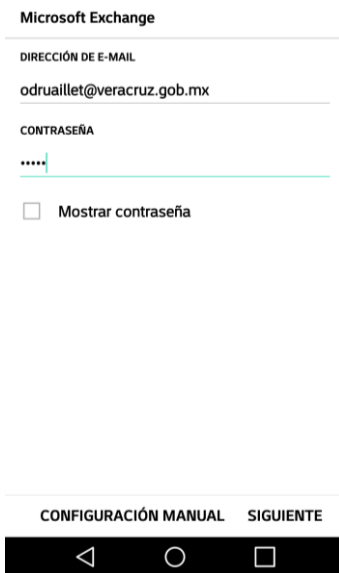 Microsoft Exchange
DIRECCIÓN DE E-MAIL
odruaillet@veracruz.gob.mx
CONTRASEÑA
•••••
Mostrar contraseña
CONFIGURACIÓN MANUAL SIGUIENTE